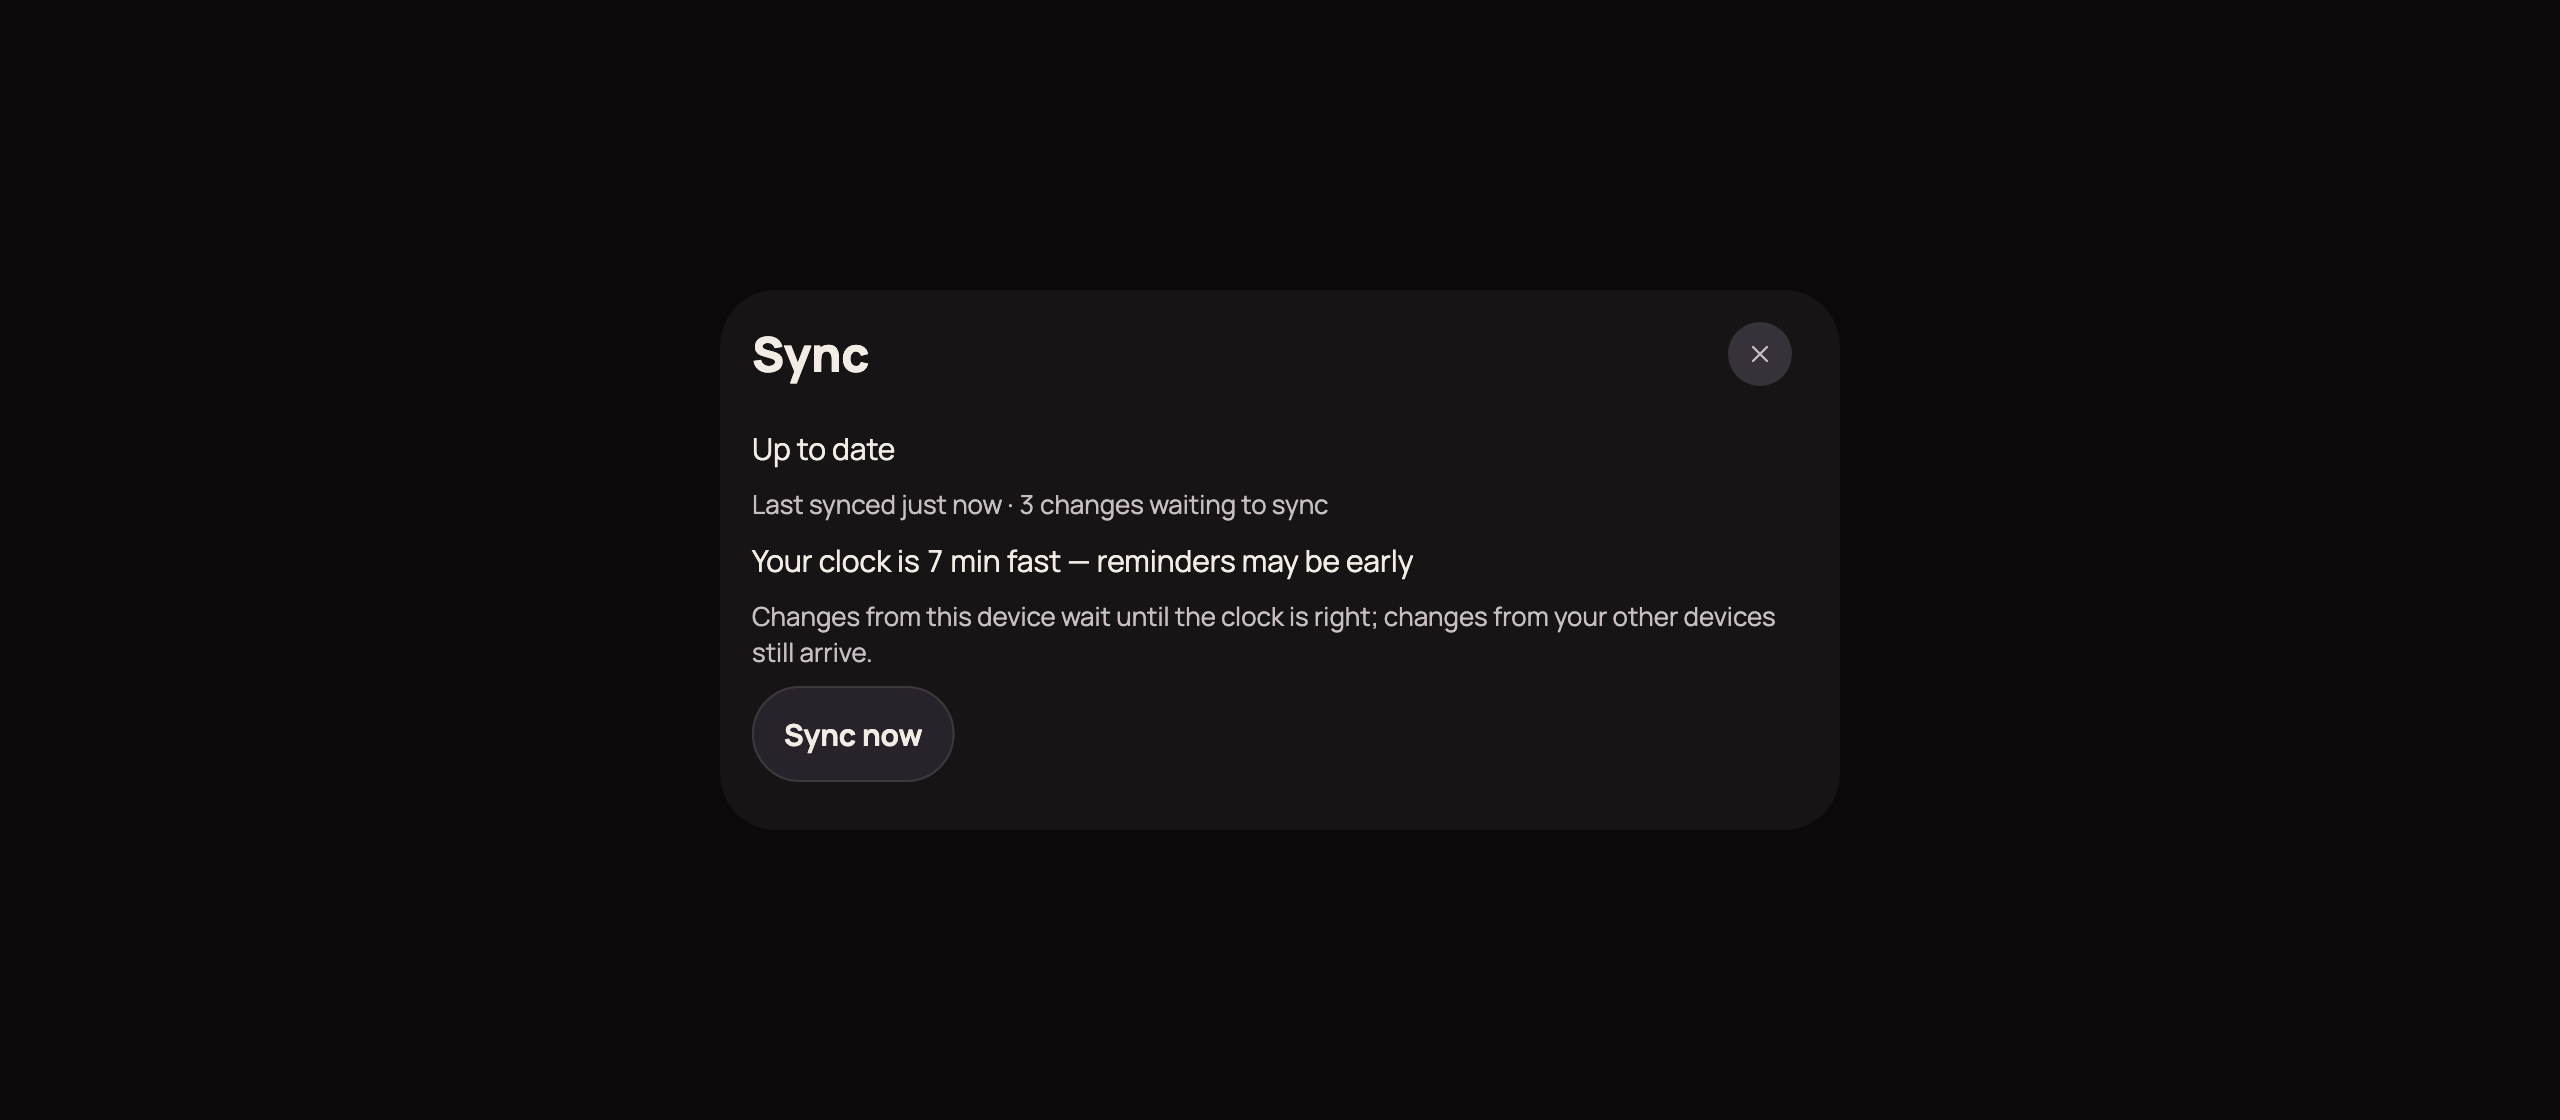 Sync
Up to date
Last synced just now · 3 changes waiting to sync
Your clock is 7 min fast — reminders may be early
Changes from this device wait until the clock is right; changes from your other devices
still arrive.
Sync now